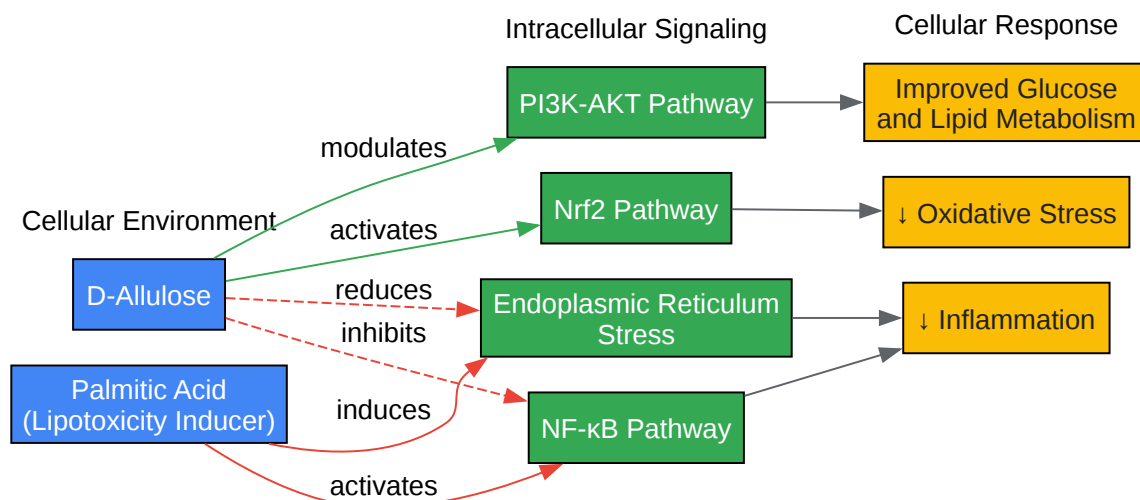 Intracellular Signaling
Cellular Response
PI3K-AKT Pathway
Improved Glucose
and Lipid Metabolism
modulates
Cellular Environment
Nrf2 Pathway
↓ Oxidative Stress
activates
D-Allulose
reduces
Endoplasmic Reticulum
Stress
↓ Inflammation
inhibits
Palmitic Acid
(Lipotoxicity Inducer)
induces
NF-κB Pathway
activates